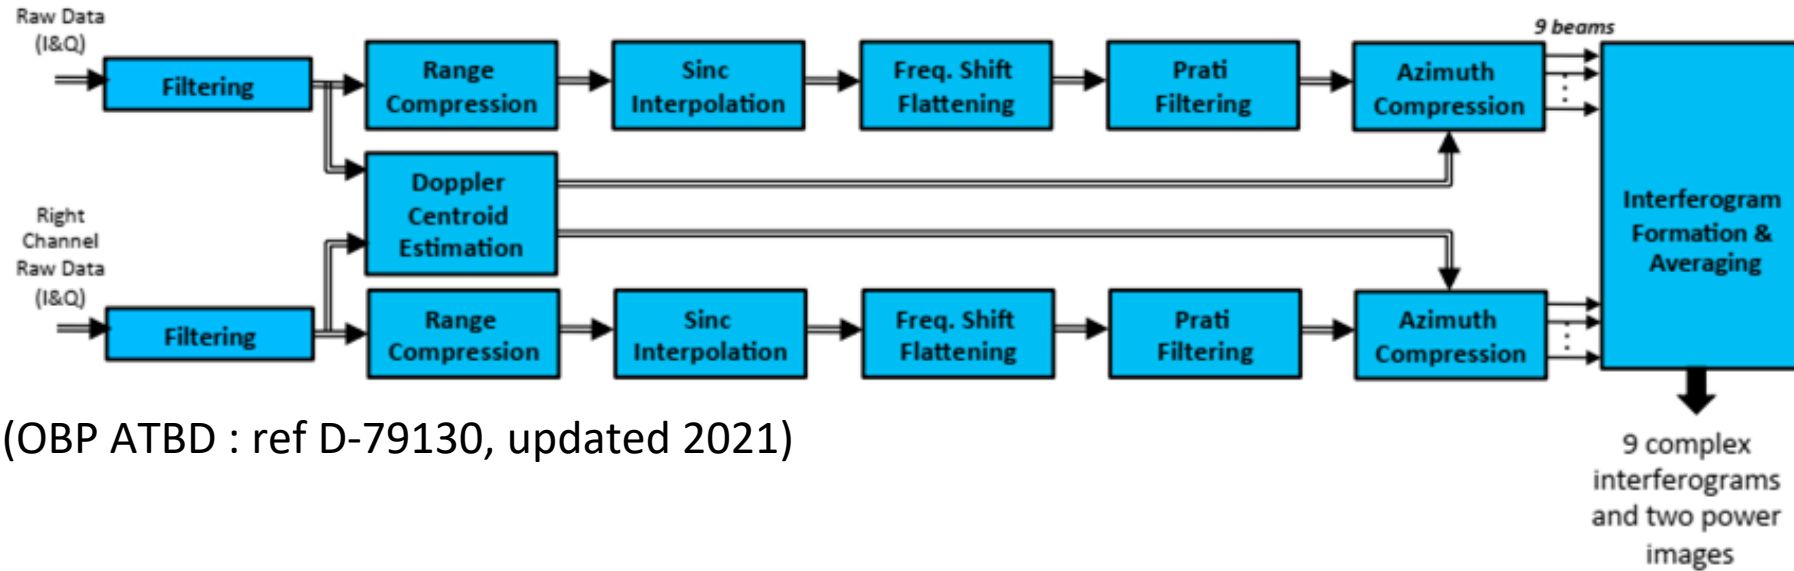 Raw Data
(I&Q)
Filtering
Range
Compression
Sinc
Interpolation
Freq. Shift
Flattening
Prati
Filtering
Azimuth
Compression
9 beams
Doppler
Centroid
Estimation
Interferogram
Formation &
Averaging
Right
Channel
Raw Data
(I&Q)
Filtering
Range
Compression
Sinc
Interpolation
Freq. Shift
Flattening
Prati
Filtering
Azimuth
Compression
(OBP ATBD : ref D-79130, updated 2021)
9 complex
interferograms
and two power
images